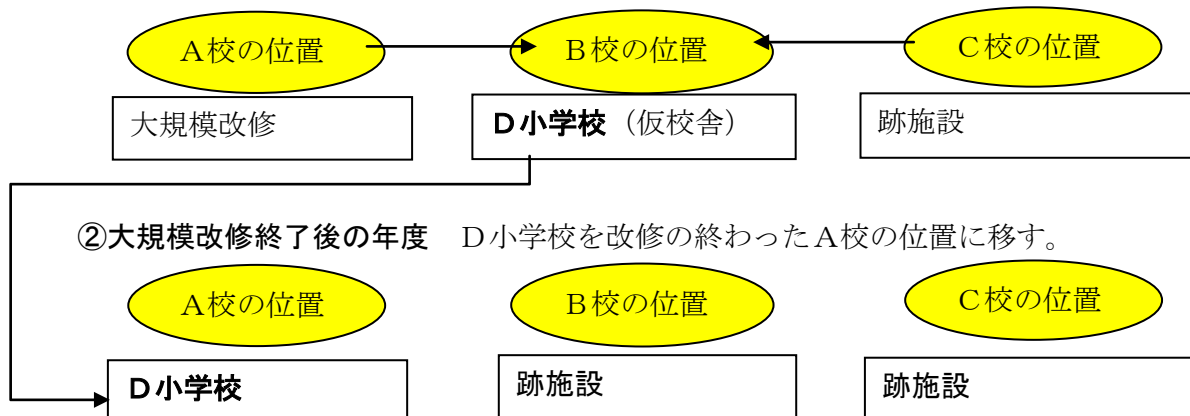 A校の位置 B校の位置 C校の位置
大規模改修 D小学校（仮校舎） 跡施設
②大規模改修終了後の年度　D小学校を改修の終わったA校の位置に移す。
A校の位置 B校の位置 C校の位置
D小学校 跡施設 跡施設